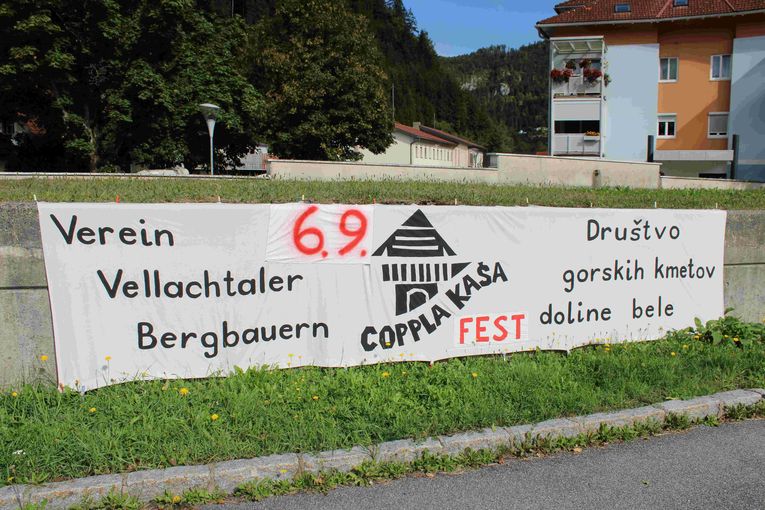 Verein
Vellachtaler
Bergbauern
6.9.
COPPLA KAŠA
FEST
Društvo
gorskih kmetov
doline bele